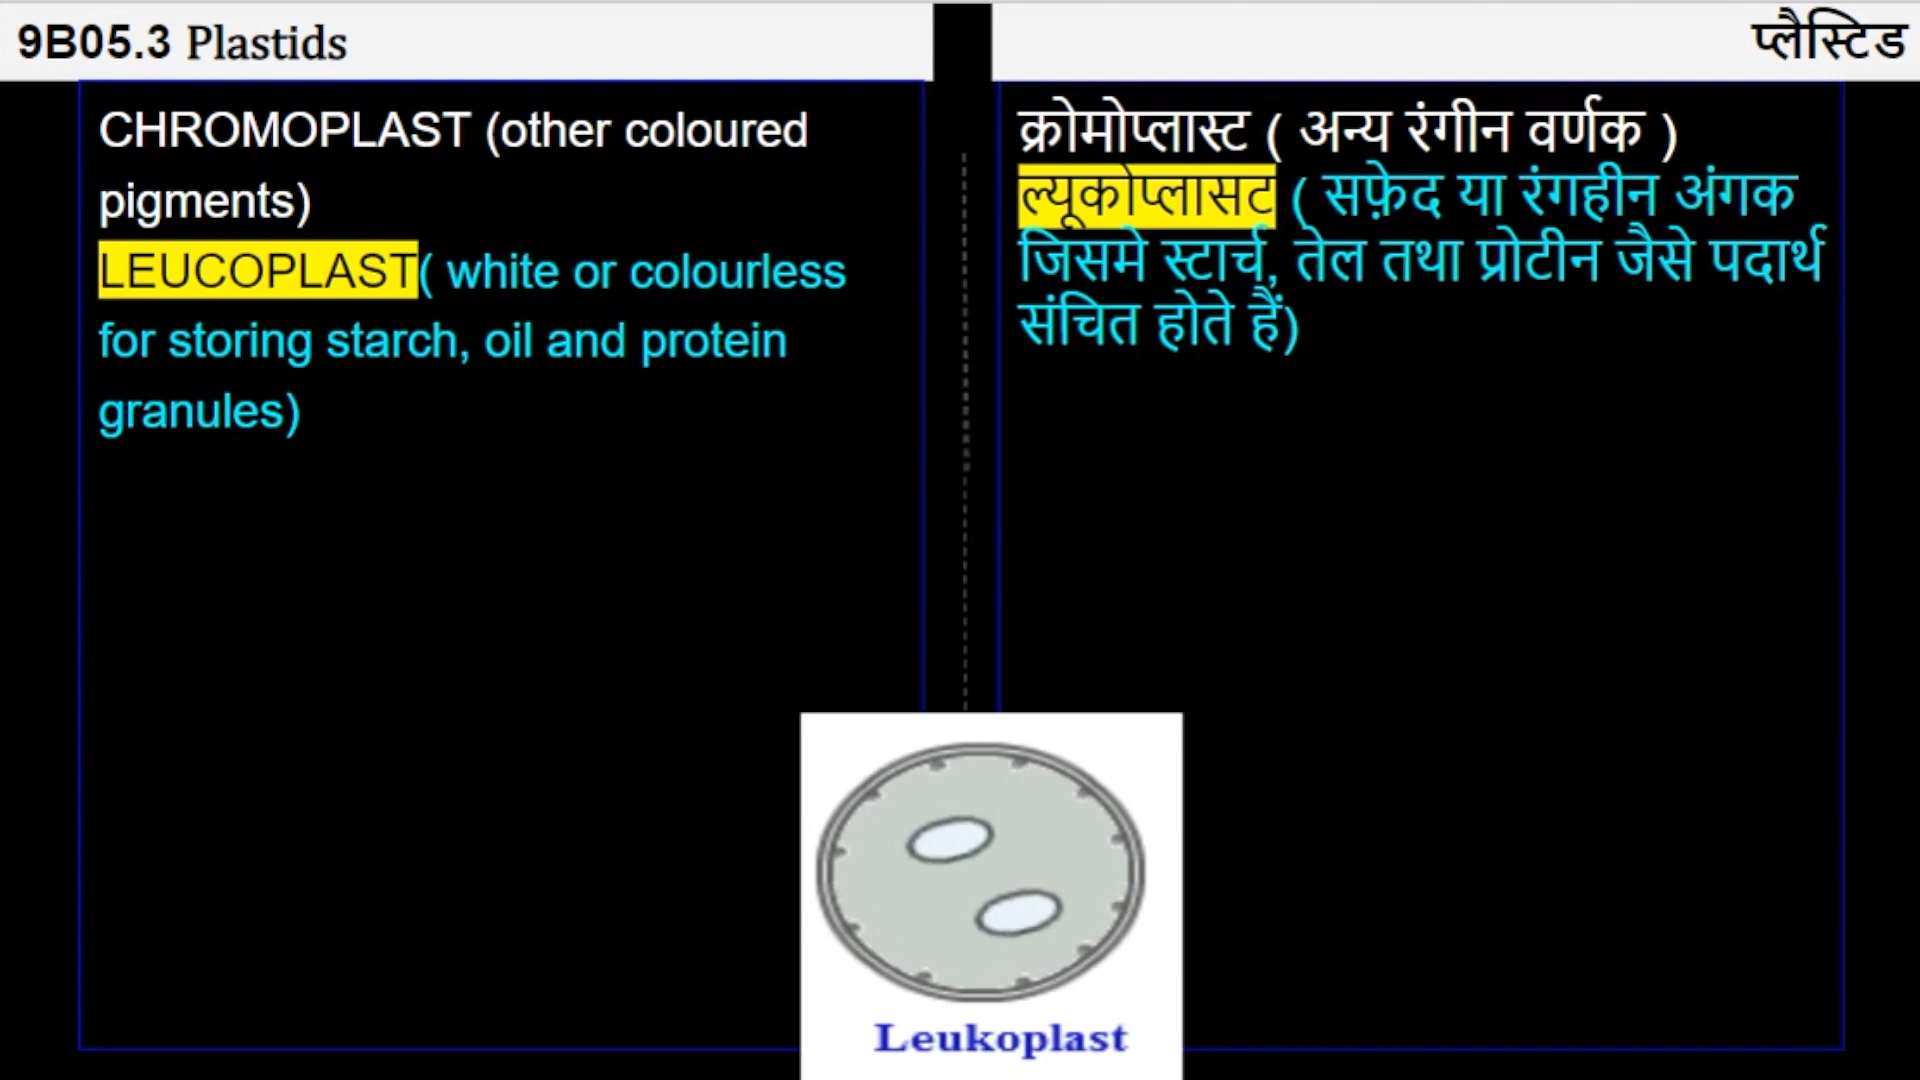 9B05.3 Plastids
प्लैस्टिड
CHROMOPLAST (other coloured
pigments)
LEUCOPLAST( white or colourless
for storing starch, oil and protein
granules)
क्रोमोप्लास्ट ( अन्य रंगीन वर्णक )
ल्यूकोप्लासट ( सफ़ेद या रंगहीन अंगक
जिसमे स्टार्च, तेल तथा प्रोटीन जैसे पदार्थ
संचित होते हैं)
Leukoplast